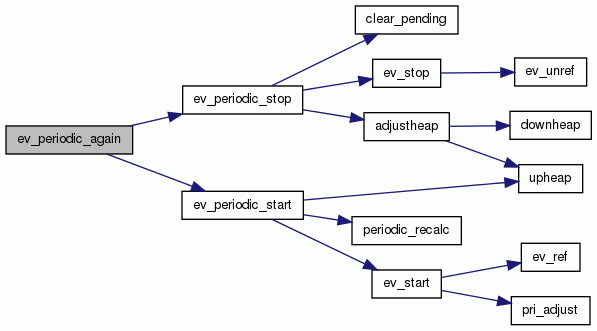 clear_pending
ev_stop
ev_unref
ev_periodic_stop
adjustheap
downheap
ev_periodic_again
upheap
ev_periodic_start
periodic_recalc
ev_ref
ev_start
pri_adjust